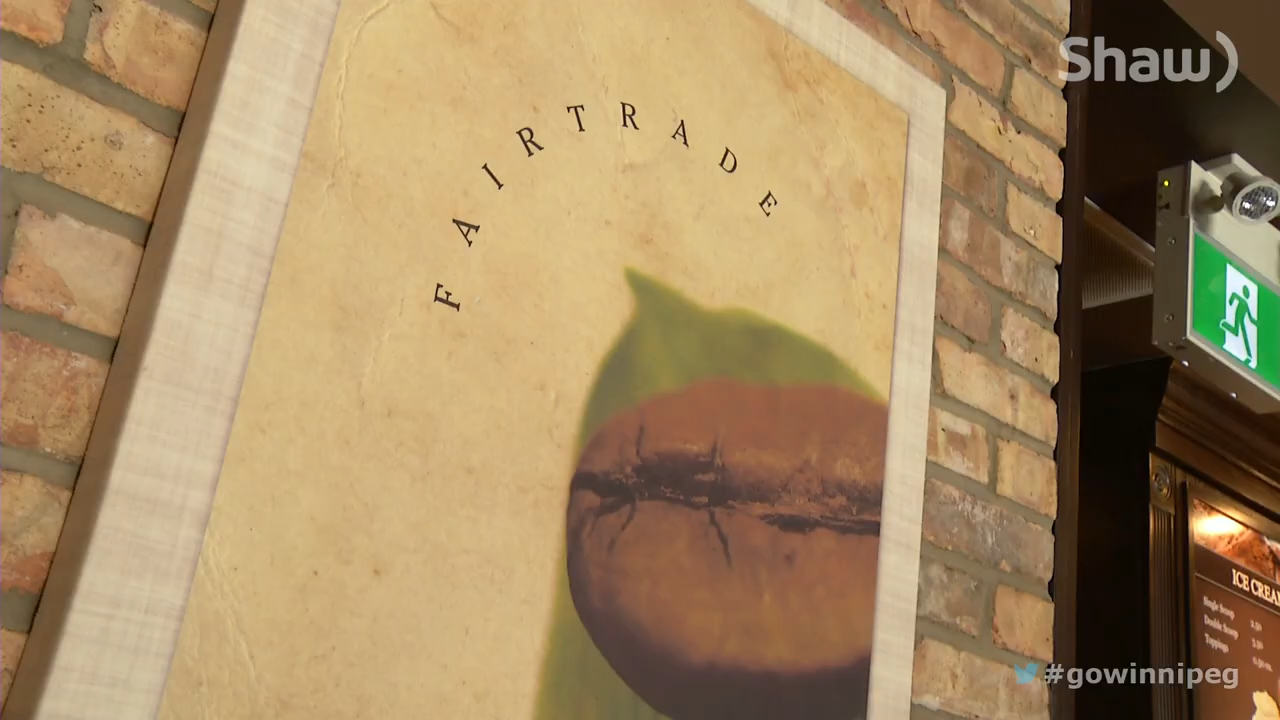 Shaw)
FAIRTRADE
ICE CREA
Single Scoop
Double Scoop
Toppings
#gowinnipeg